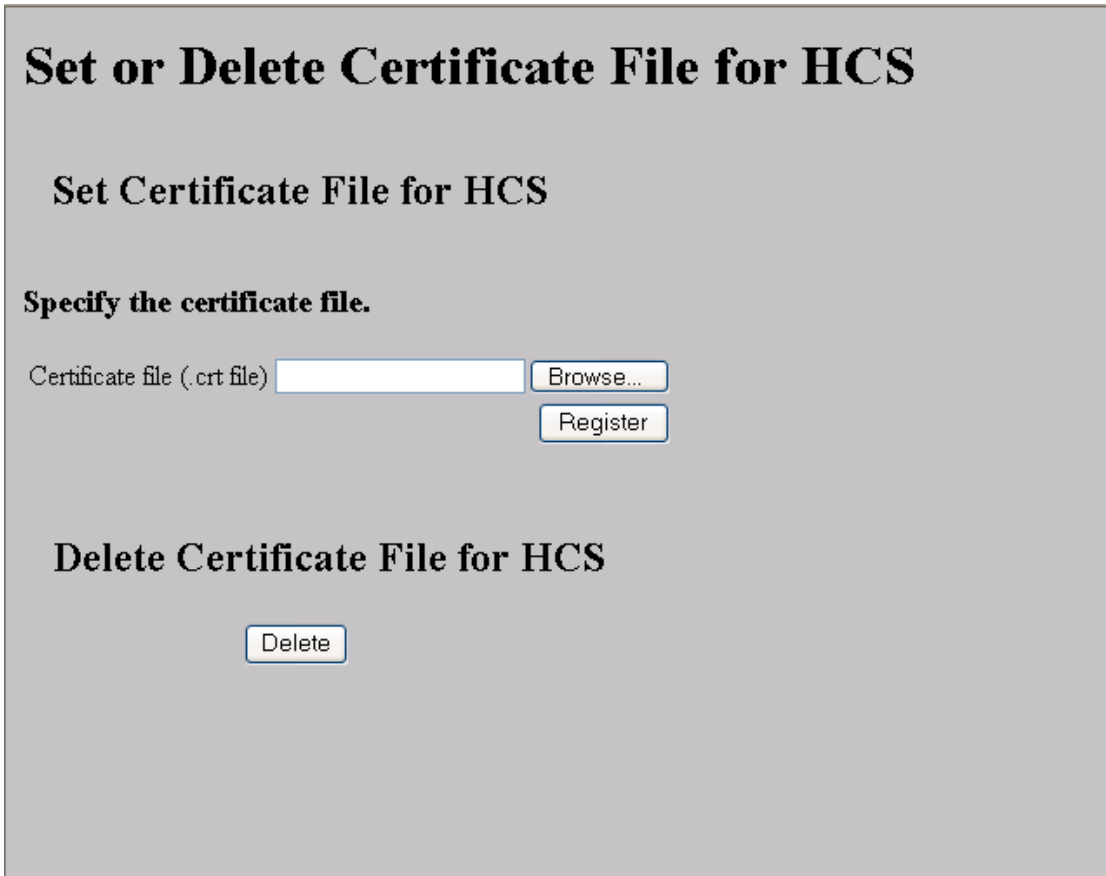 Set or Delete Certificate File for HCS
Set Certificate File for HCS
Specify the certificate file.
Certificate file (.crt file) Browse...
Register
Delete Certificate File for HCS
Delete